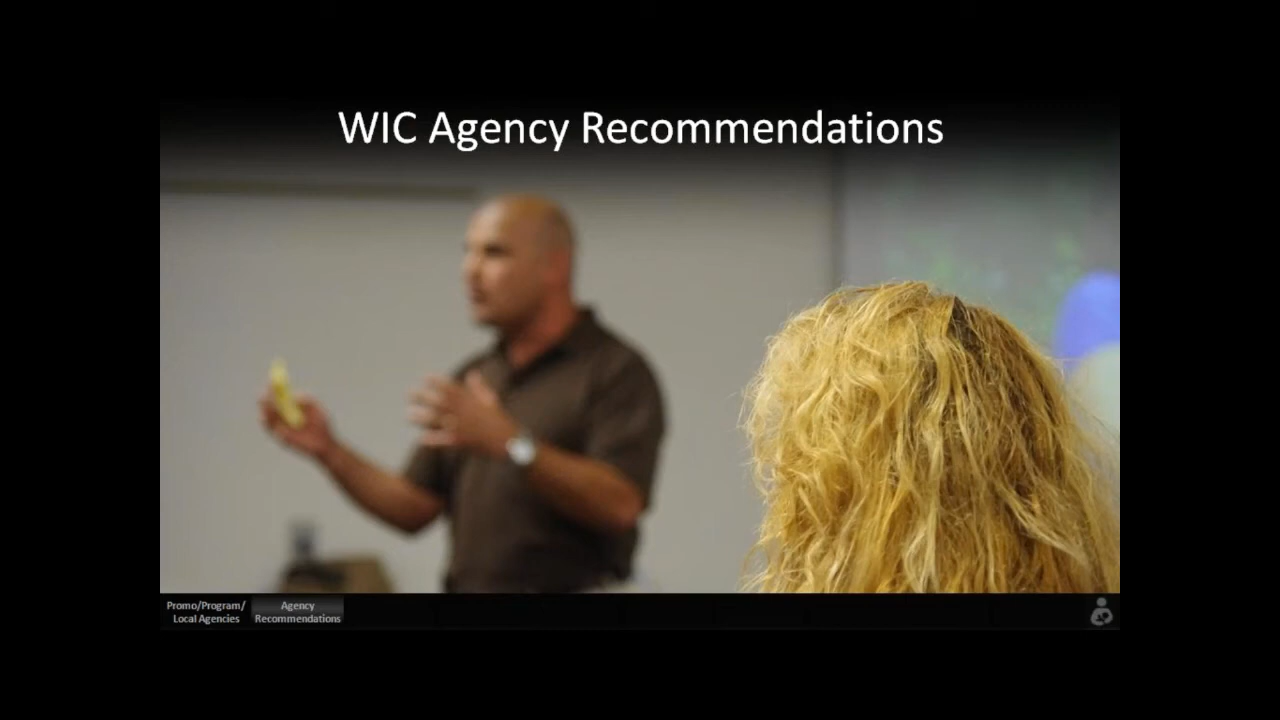 WIC Agency Recommendations
Promo/Program/
Local Agencies
Agency
Recommendations